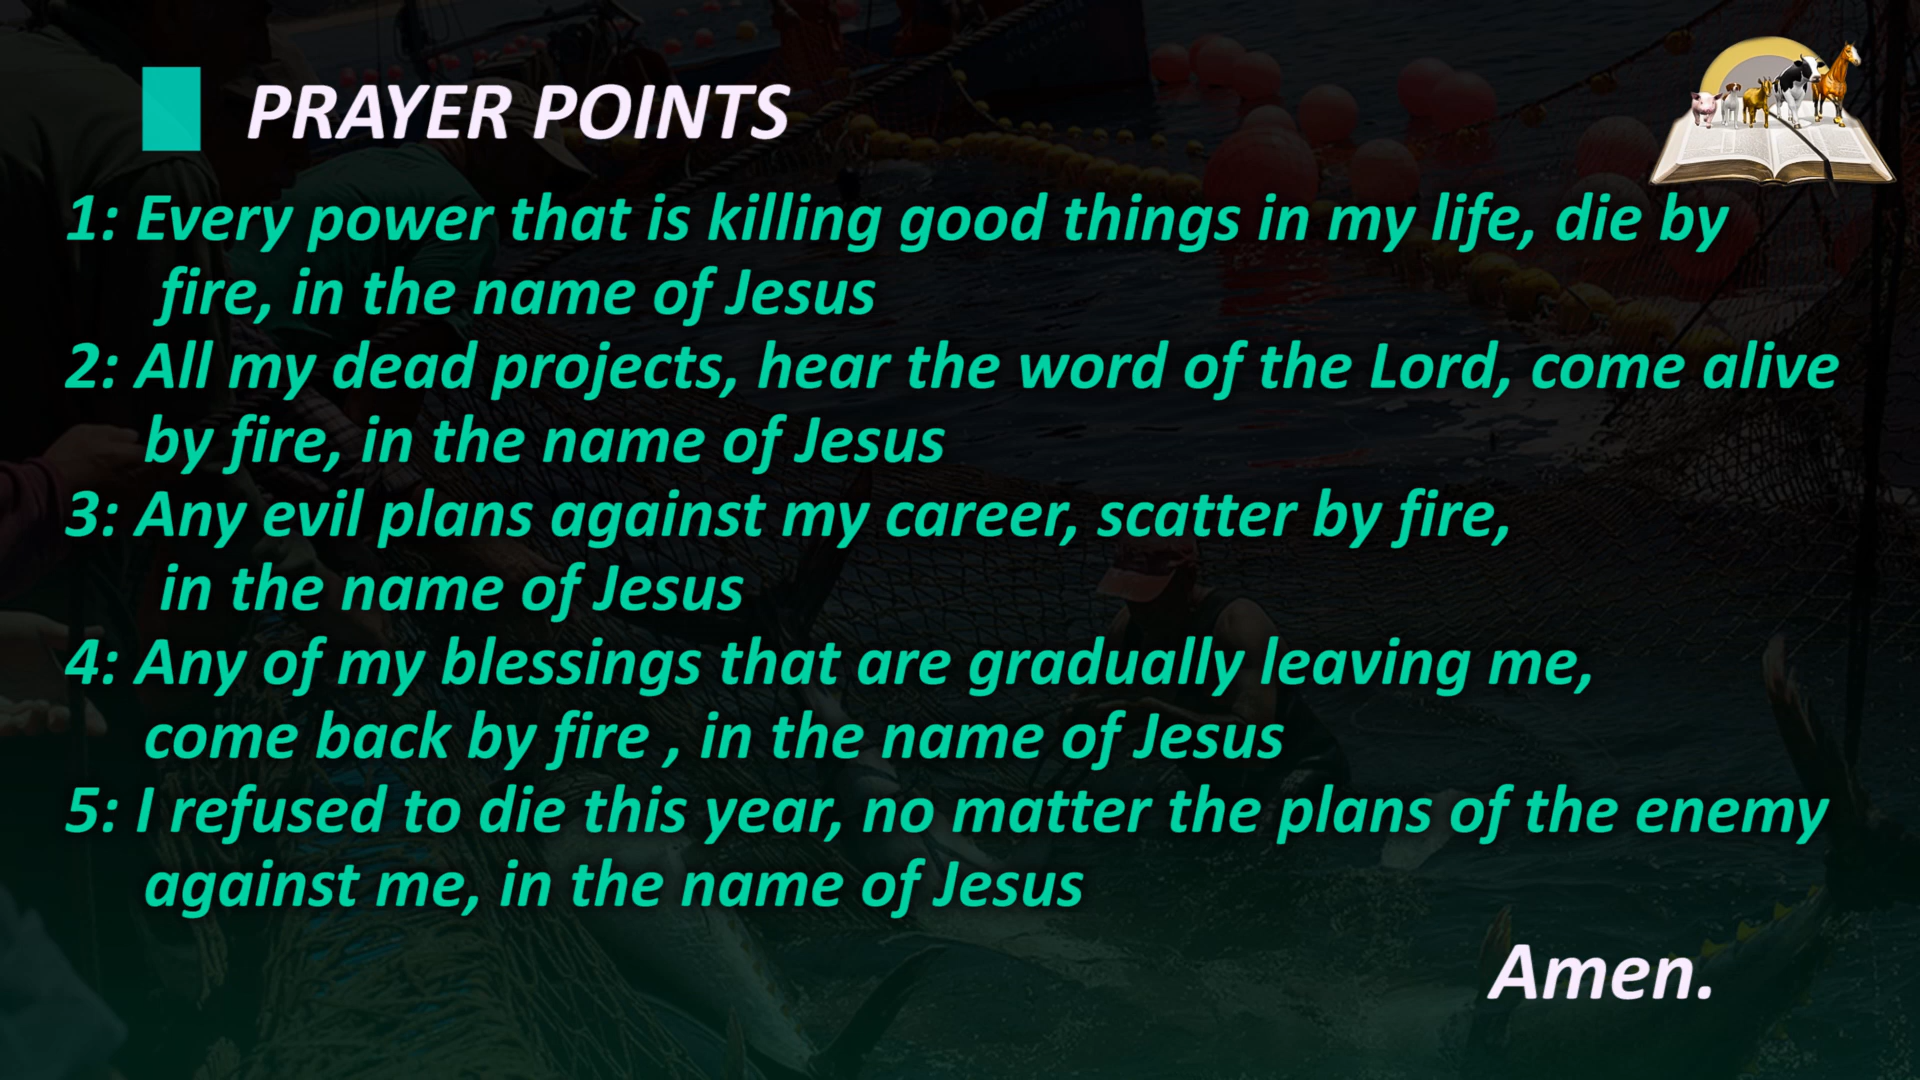 PRAYER POINTS
1: Every power that is killing good things in my life, die by
fire, in the name of Jesus
2: All my dead projects, hear the word of the Lord, come alive
by fire, in the name of Jesus
3: Any evil plans against my career, scatter by fire,
in the name of Jesus
4: Any of my blessings that are gradually leaving me,
come back by fire , in the name of Jesus
5: I refused to die this year, no matter the plans of the enemy
against me, in the name of Jesus
Amen.